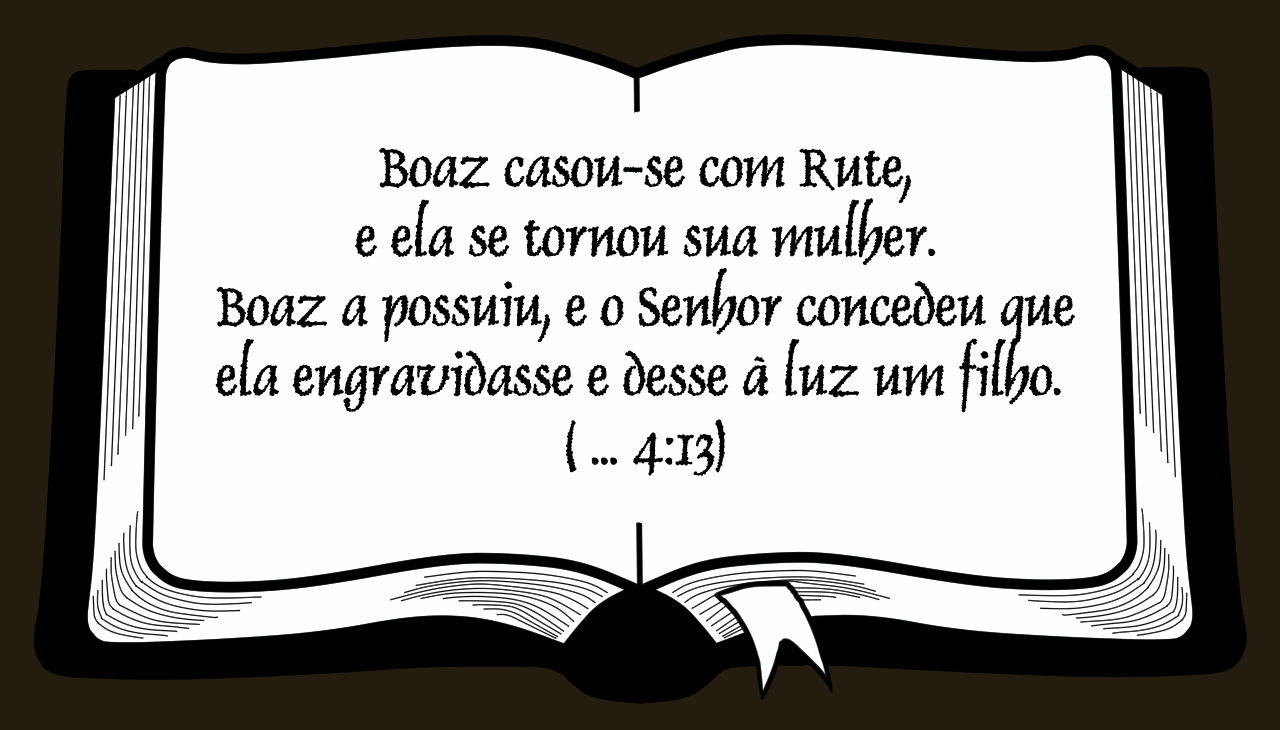 Boaz casou-se com Rute,
e ela se tornou sua mulher.
Boaz a possuiu, e o Senhor concedeu que
ela engravidasse e desse à luz um filho.
( ... 4:13)